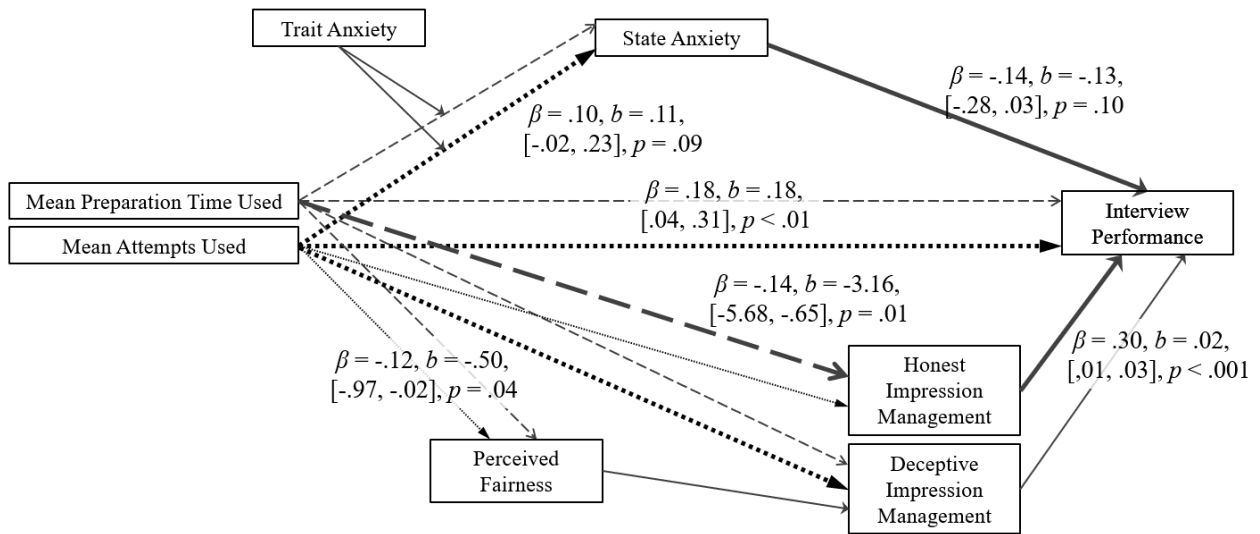 Trait Anxiety
State Anxiety
β = -.14, b = -.13,
[-.28, .03], p = .10
β = .10, b = .11,
[-.02, .23], p = .09
Mean Preparation Time Used
Mean Attempts Used
β = .18, b = .18,
[.04, .31], p < .01
Interview
Performance
β = -.14, b = -3.16,
[-5.68, -.65], p = .01
β = -.12, b = -.50,
[-.97, -.02], p = .04
β = .30, b = .02,
[,01, .03], p < .001
Honest
Impression
Management
Perceived
Fairness
Deceptive
Impression
Management